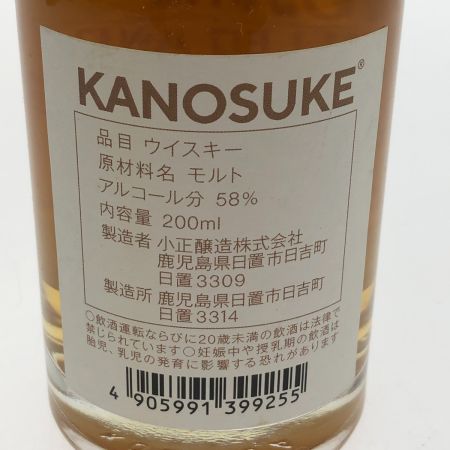 KANOSUKE®
品目 ウイスキー
原材料名 モルト
アルコール分 58%
内容量 200ml
製造者 小正醸造株式会社
鹿児島県日置市日吉町
日置3309
製造所 鹿児島県日置市日吉町
日置3314
○飲酒運転ならびに20歳未満の飲酒は法律で
禁じられています○妊娠中や授乳期の飲酒は
胎児、乳児の発育に影響する恐れがあります
4 905991 399255